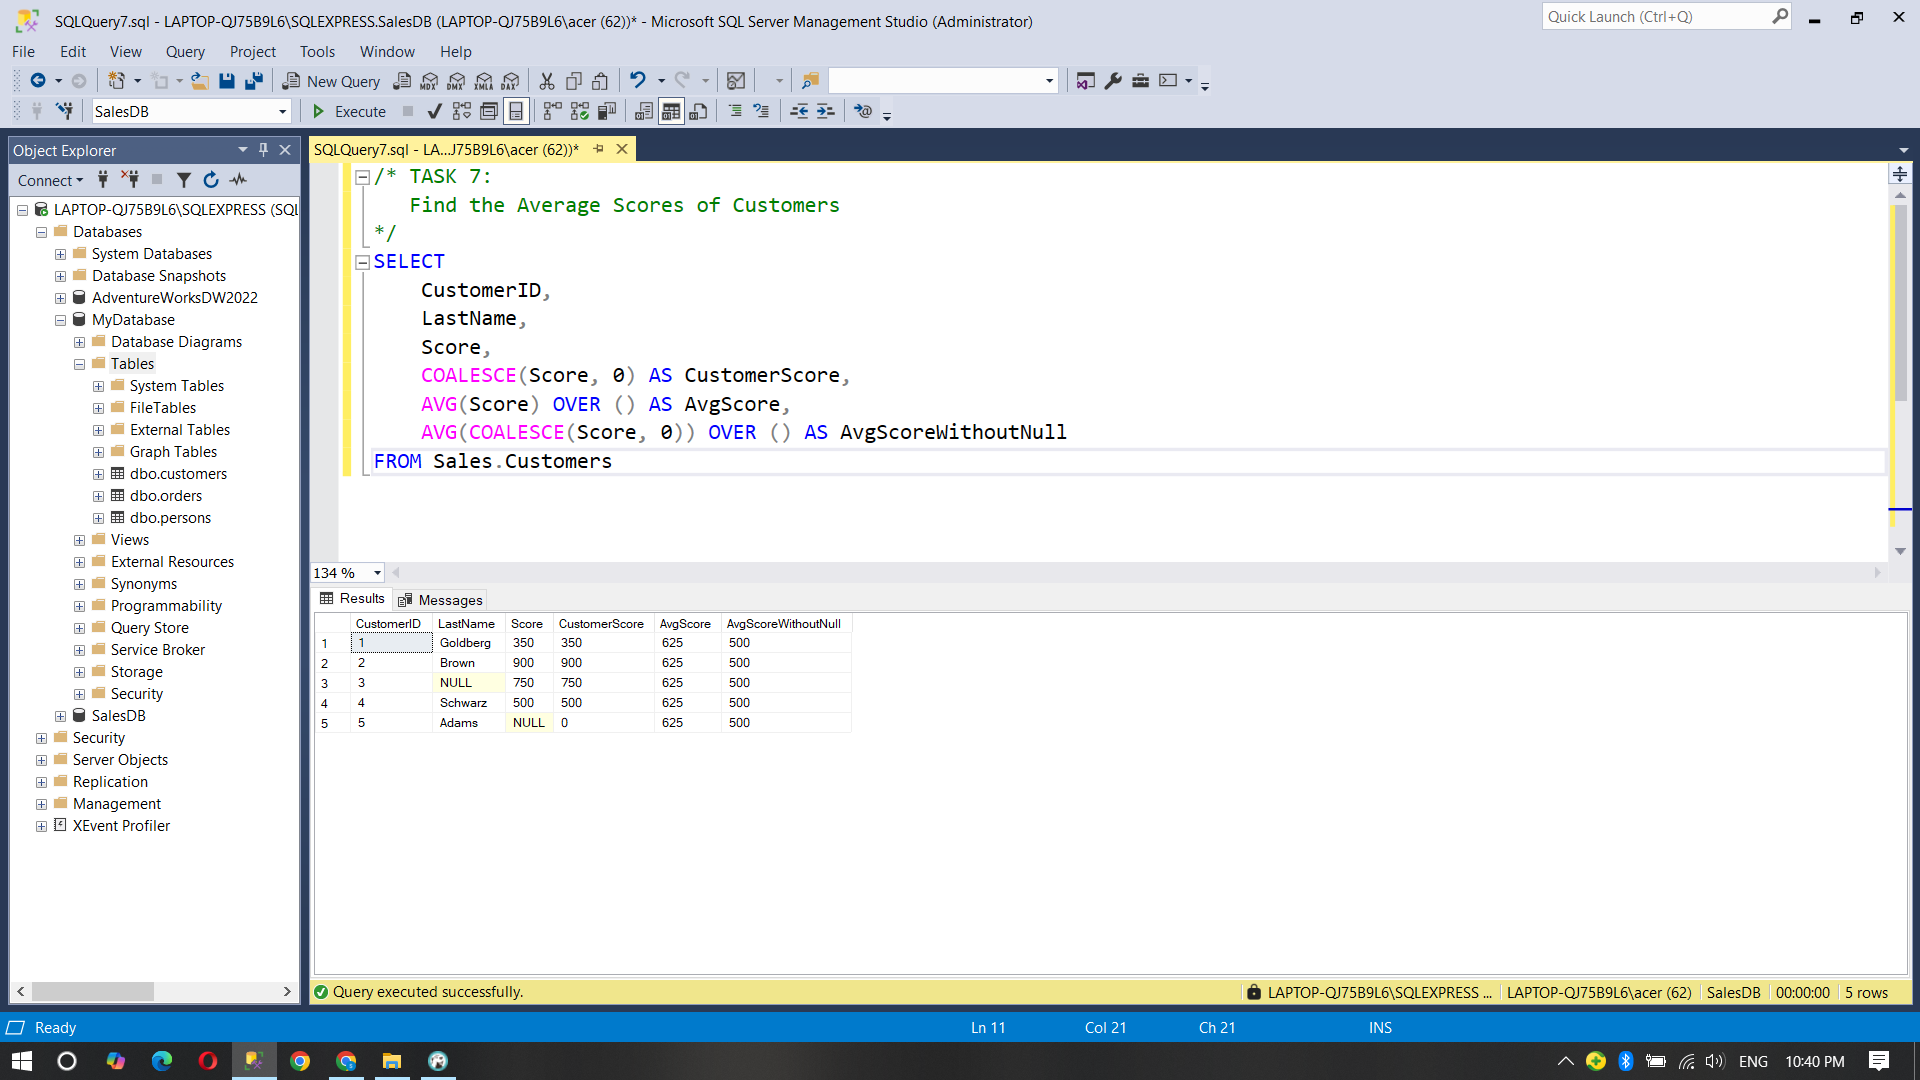 SQLQuery7.sql - LAPTOP-QJ75B9L6\SQLEXPRESS.SalesDB (LAPTOP-QJ75B9L6\acer (62))* - Microsoft SQL Server Management Studio (Administrator)
Quick Launch (Ctrl+Q)
File Edit View Query Project Tools Window Help
New Query MDX DMX XMLA DAX
SalesDB Execute
Object Explorer
SQLQuery7.sql - LA...J75B9L6\acer (62))*
Connect
LAPTOP-QJ75B9L6\SQLEXPRESS (SQL
Databases
System Databases
Database Snapshots
AdventureWorksDW2022
MyDatabase
Database Diagrams
Tables
System Tables
FileTables
External Tables
Graph Tables
dbo.customers
dbo.orders
dbo.persons
Views
External Resources
Synonyms
Programmability
Query Store
Service Broker
Storage
Security
SalesDB
Security
Server Objects
Replication
Management
XEvent Profiler
/* TASK 7:
Find the Average Scores of Customers
*/
SELECT
CustomerID,
LastName,
Score,
COALESCE(Score, 0) AS CustomerScore,
AVG(Score) OVER () AS AvgScore,
AVG(COALESCE(Score, 0)) OVER () AS AvgScoreWithoutNull
FROM Sales.Customers
134 %
Results Messages
CustomerID LastName Score CustomerScore AvgScore AvgScoreWithoutNull
1 1 Goldberg 350 350 625 500
2 2 Brown 900 900 625 500
3 3 NULL 750 750 625 500
4 4 Schwarz 500 500 625 500
5 5 Adams NULL 0 625 500
Query executed successfully.
LAPTOP-QJ75B9L6\SQLEXPRESS ... LAPTOP-QJ75B9L6\acer (62) SalesDB 00:00:00 5 rows
Ready Ln 11 Col 21 Ch 21 INS
ENG 10:40 PM